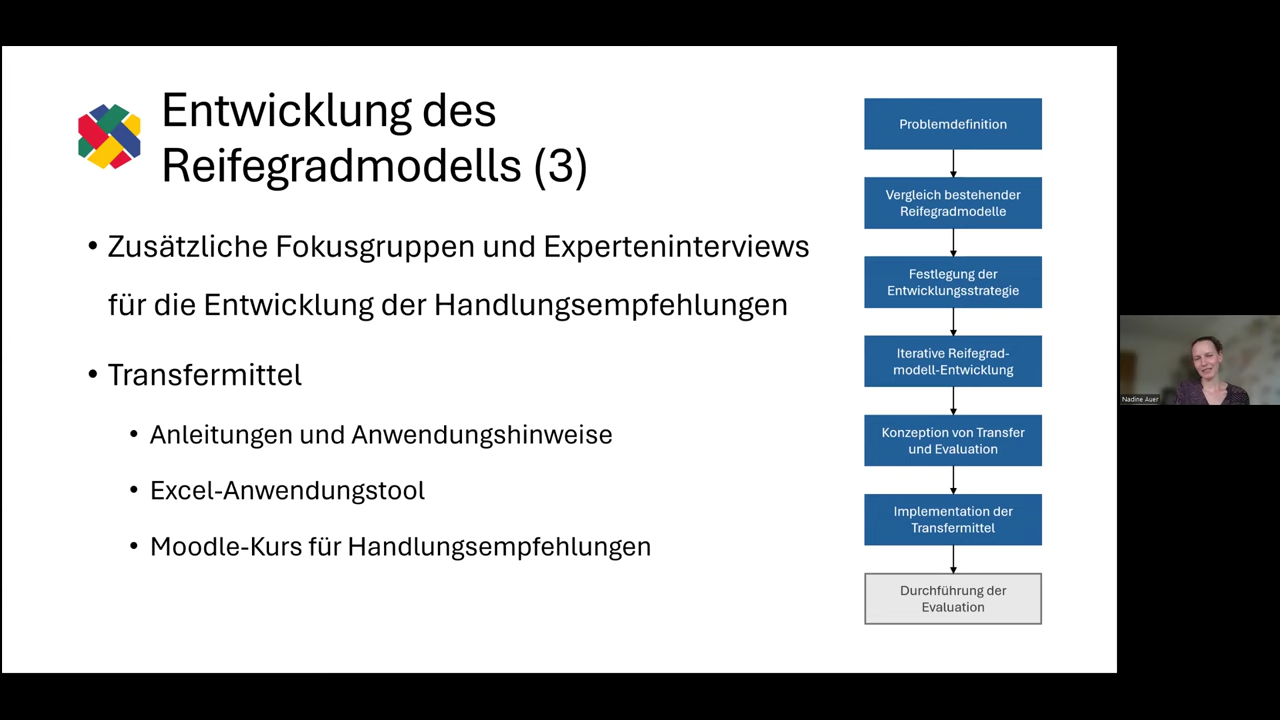 Entwicklung des
Reifegradmodells (3)
• Zusätzliche Fokusgruppen und Experteninterviews
für die Entwicklung der Handlungsempfehlungen
• Transfermittel
• Anleitungen und Anwendungshinweise
• Excel-Anwendungstool
• Moodle-Kurs für Handlungsempfehlungen
Problemdefinition
Vergleich bestehender
Reifegradmodelle
Festlegung der
Entwicklungsstrategie
Iterative Reifegrad-
modell-Entwicklung
Konzeption von Transfer
und Evaluation
Implementation der
Transfermittel
Durchführung der
Evaluation
Nadine Auer